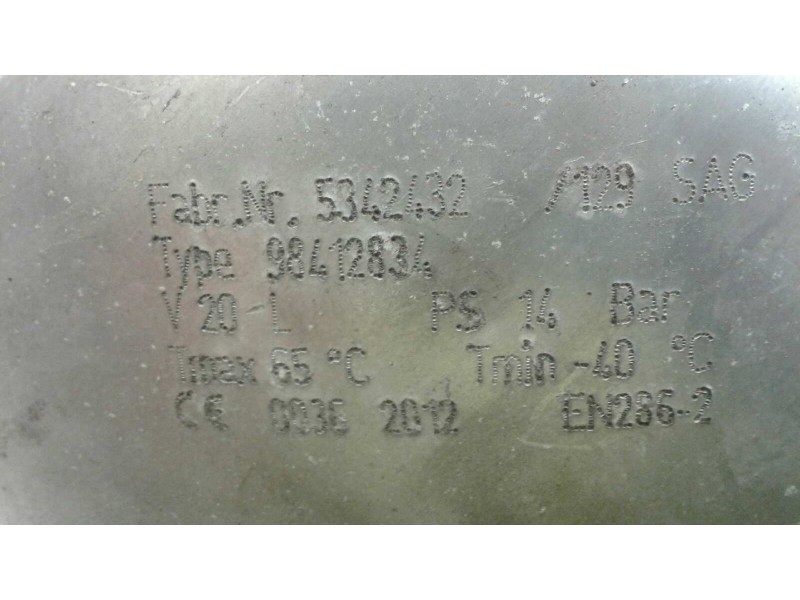 Fabr.Nr. 5342432 /1129 SAG
Type 98412834
V 20 L PS 14 Bar
Tmax 65 °C Tmin -40 °C
CE 0036 2012 EN286-2